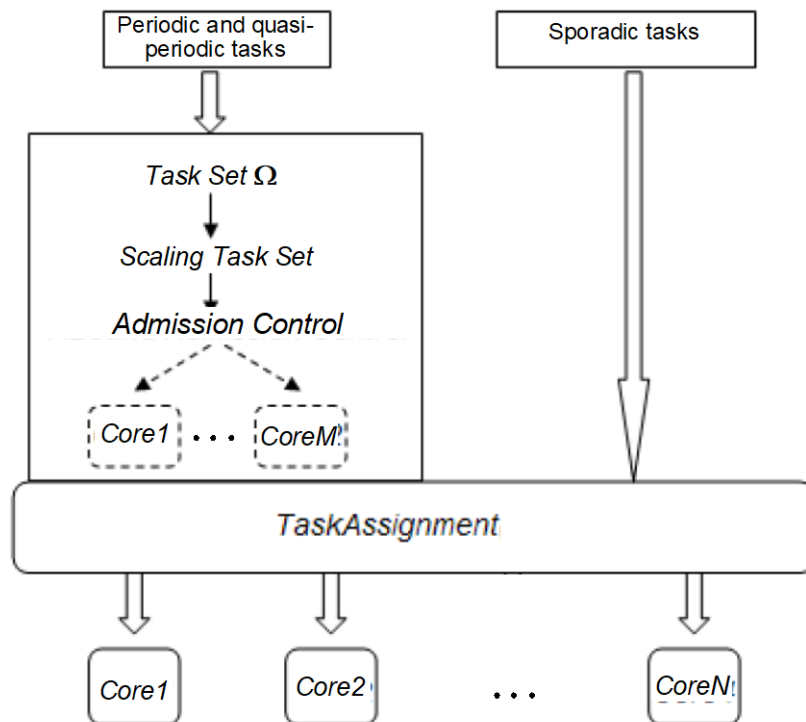 Periodic and quasi-
periodic tasks
Sporadic tasks
Task Set Ω
Scaling Task Set
Admission Control
Core1 ... CoreM
TaskAssignment
Core1 Core2 ... CoreN